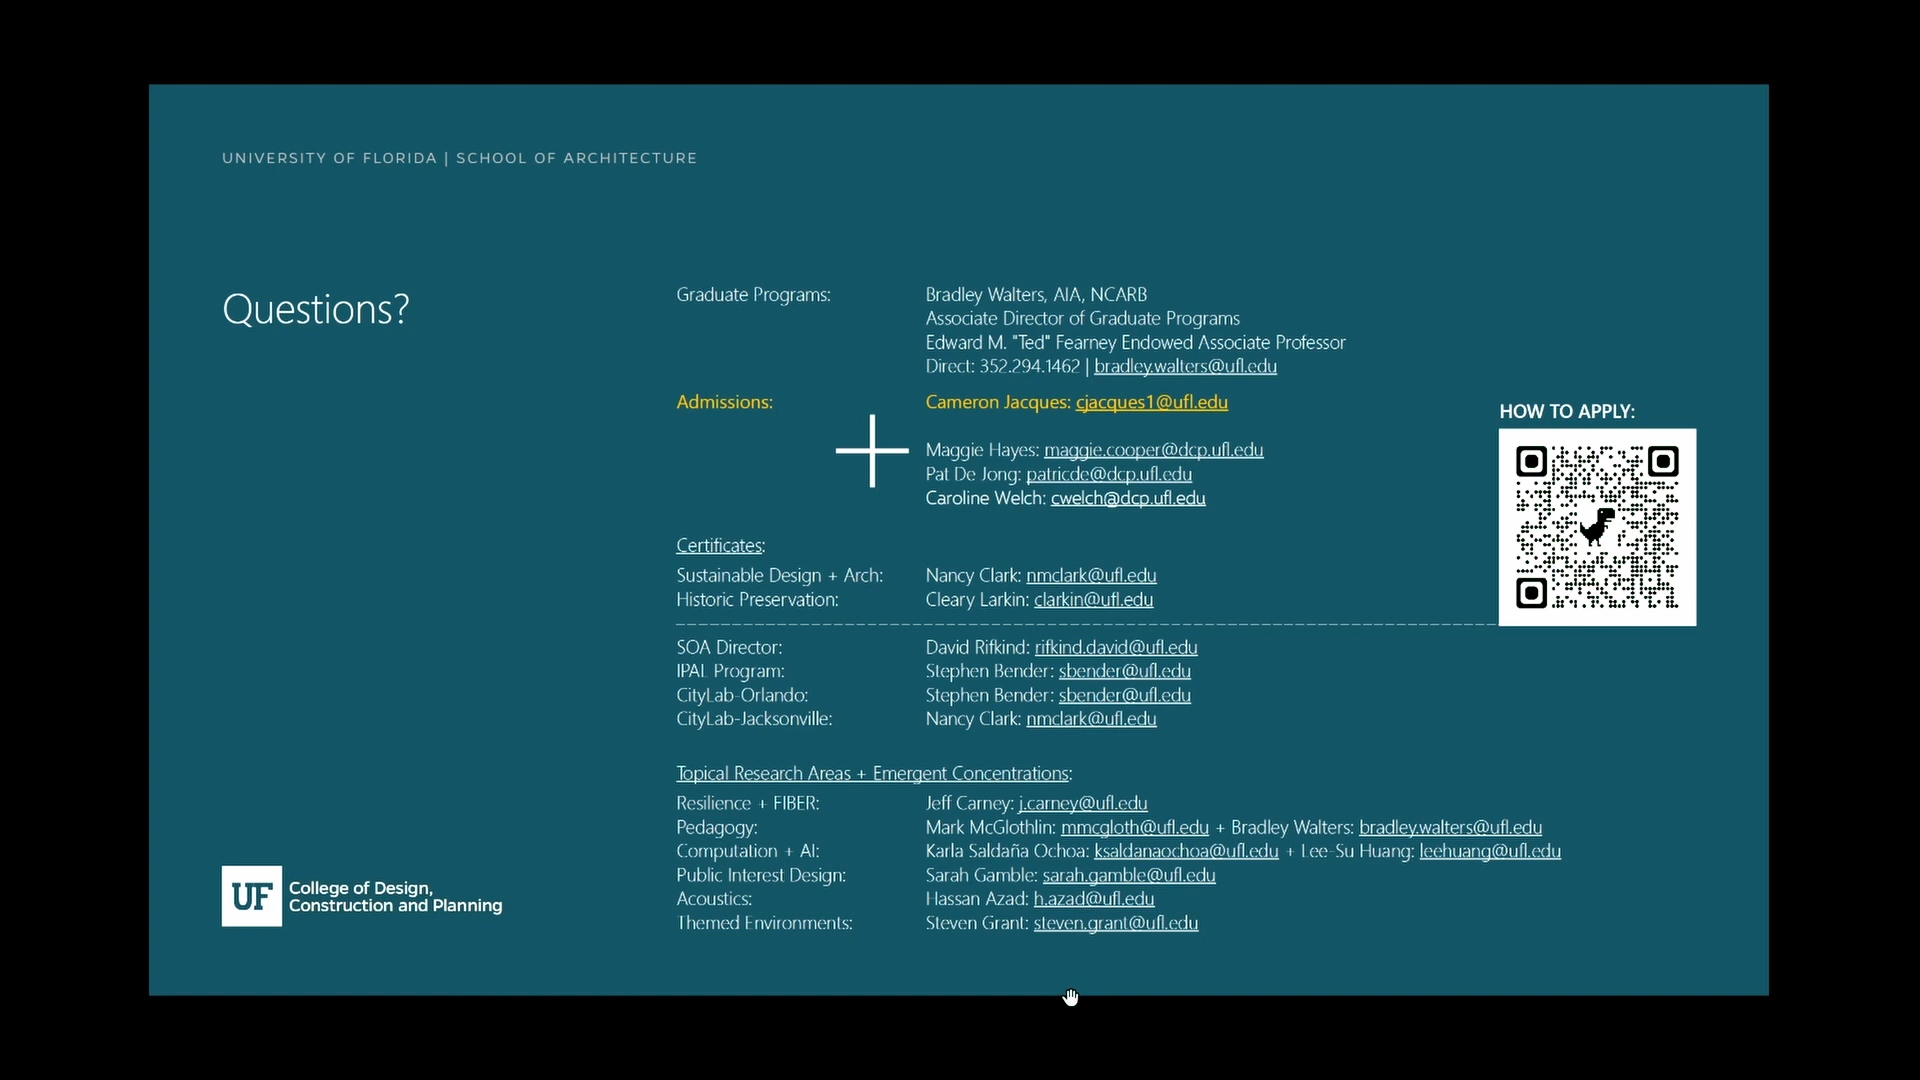 UNIVERSITY OF FLORIDA | SCHOOL OF ARCHITECTURE
Questions?
Graduate Programs: Bradley Walters, AIA, NCARB
Associate Director of Graduate Programs
Edward M. "Ted" Fearney Endowed Associate Professor
Direct: 352.294.1462 | bradley.walters@ufl.edu
Admissions: Cameron Jacques: cjacques1@ufl.edu
Maggie Hayes: maggie.cooper@dcp.ufl.edu
Pat De Jong: patricde@dcp.ufl.edu
Caroline Welch: cwelch@dcp.ufl.edu
HOW TO APPLY:
Certificates:
Sustainable Design + Arch: Nancy Clark: nmclark@ufl.edu
Historic Preservation: Cleary Larkin: clarkin@ufl.edu
SOA Director: David Rifkind: rifkind.david@ufl.edu
IPAL Program: Stephen Bender: sbender@ufl.edu
CityLab-Orlando: Stephen Bender: sbender@ufl.edu
CityLab-Jacksonville: Nancy Clark: nmclark@ufl.edu
Topical Research Areas + Emergent Concentrations:
Resilience + FIBER: Jeff Carney: j.carney@ufl.edu
Pedagogy: Mark McGlothlin: mmcgloth@ufl.edu + Bradley Walters: bradley.walters@ufl.edu
Computation + AI: Karla Saldaña Ochoa: ksaldanaochoa@ufl.edu + Lee-Su Huang: leehuang@ufl.edu
Public Interest Design: Sarah Gamble: sarah.gamble@ufl.edu
Acoustics: Hassan Azad: h.azad@ufl.edu
Themed Environments: Steven Grant: steven.grant@ufl.edu
UF College of Design,
Construction and Planning